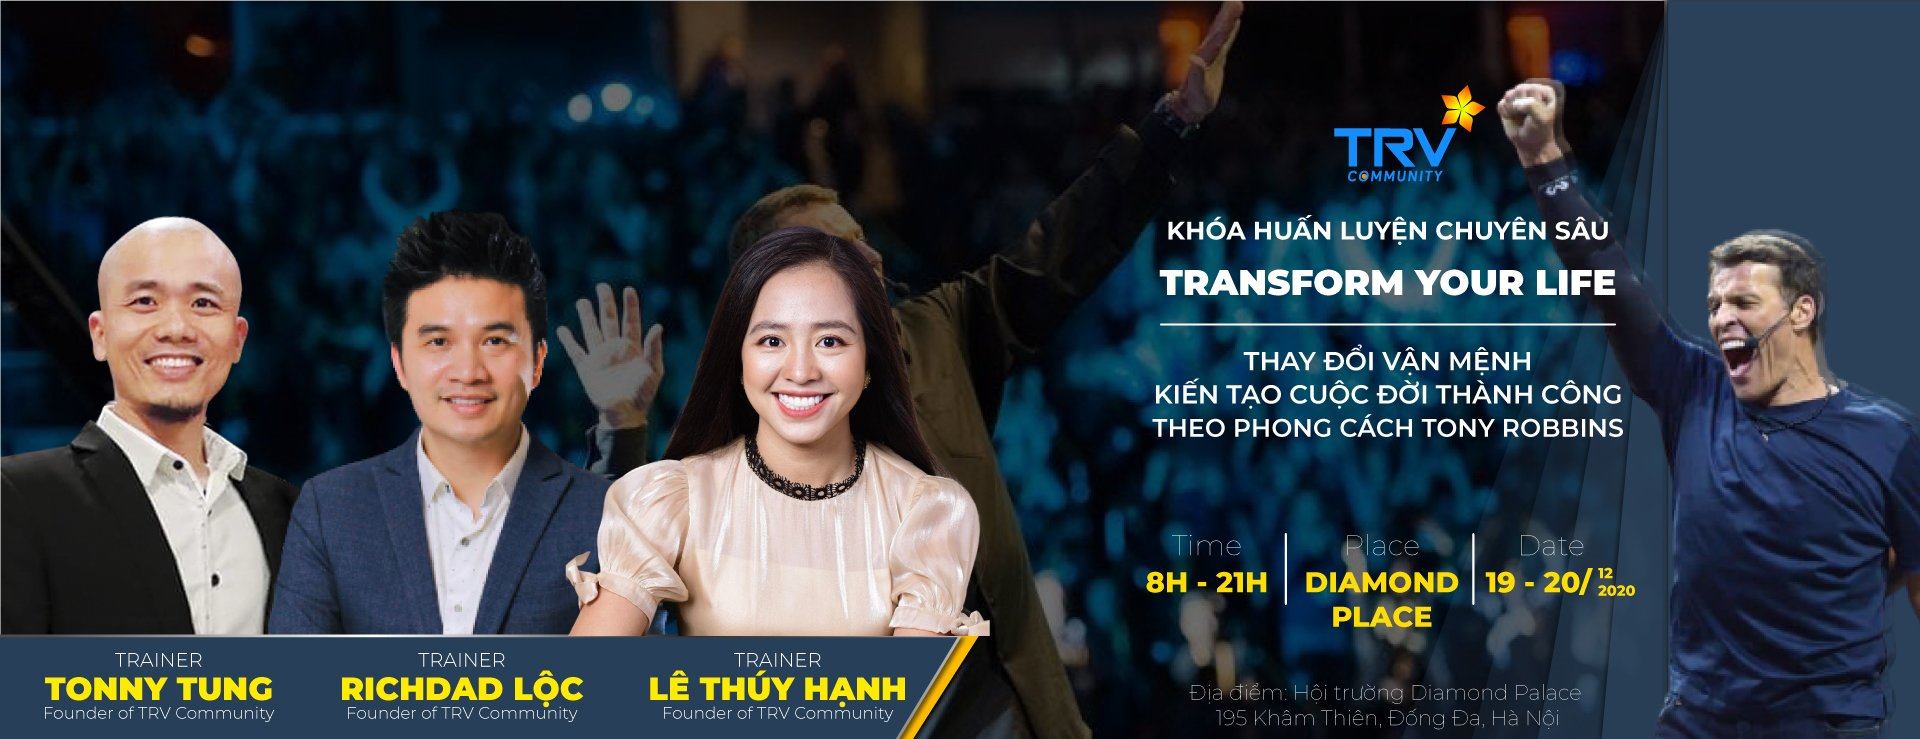 TRV
COMMUNITY
KHÓA HUẤN LUYỆN CHUYÊN SÂU
TRANSFORM YOUR LIFE
THAY ĐỔI VẬN MỆNH
KIẾN TẠO CUỘC ĐỜI THÀNH CÔNG
THEO PHONG CÁCH TONY ROBBINS
Time
8H - 21H
Place
DIAMOND
PLACE
Date
19 - 20/ 12
2020
Địa điểm: Hội trường Diamond Palace
195 Khâm Thiên, Đống Đa, Hà Nội
TRAINER
TONNY TUNG
Founder of TRV Community
TRAINER
RICHDAD LỘC
Founder of TRV Community
TRAINER
LÊ THÚY HẠNH
Founder of TRV Community